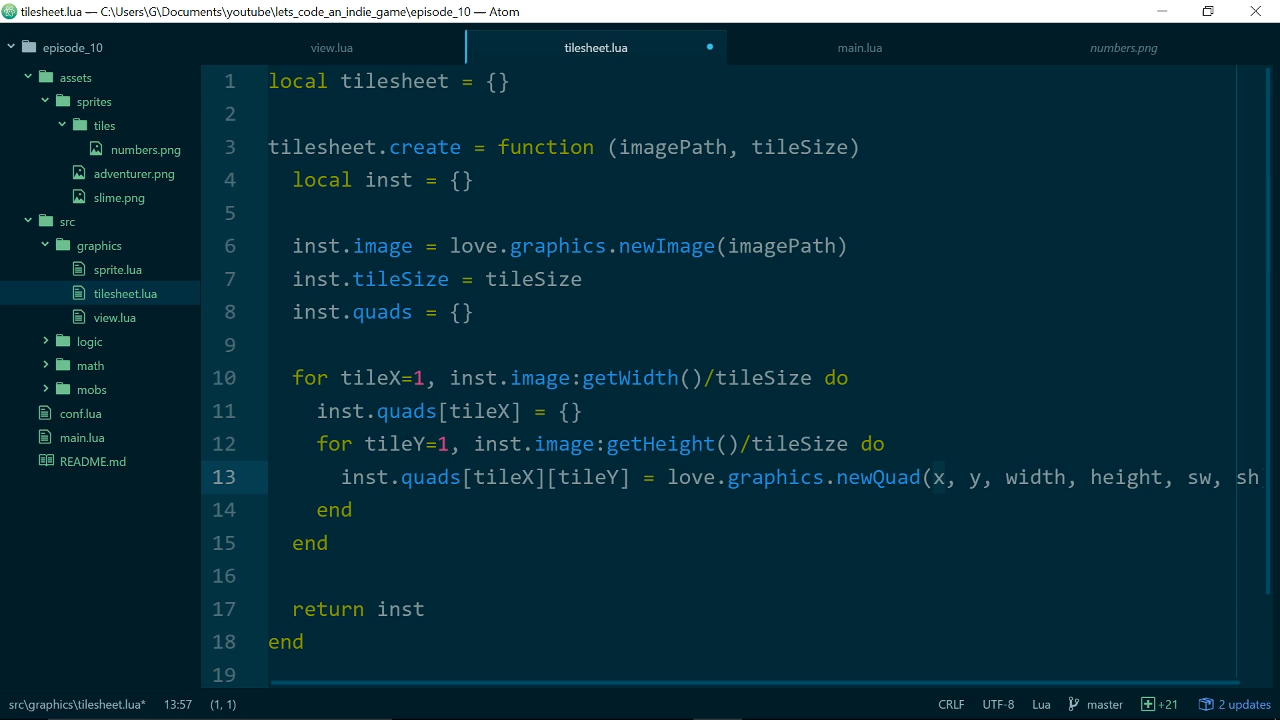 tilesheet.lua — C:\Users\G\Documents\youtube\lets_code_an_indie_game\episode_10 — Atom
episode_10
view.lua
tilesheet.lua
main.lua
numbers.png
assets
sprites
tiles
numbers.png
adventurer.png
slime.png
src
graphics
sprite.lua
tilesheet.lua
view.lua
logic
math
mobs
conf.lua
main.lua
README.md
1 local tilesheet = {}
2
3 tilesheet.create = function (imagePath, tileSize)
4 local inst = {}
5
6 inst.image = love.graphics.newImage(imagePath)
7 inst.tileSize = tileSize
8 inst.quads = {}
9
10 for tileX=1, inst.image:getWidth()/tileSize do
11 inst.quads[tileX] = {}
12 for tileY=1, inst.image:getHeight()/tileSize do
13 inst.quads[tileX][tileY] = love.graphics.newQuad(x, y, width, height, sw, sh
14 end
15 end
16
17 return inst
18 end
19
src\graphics\tilesheet.lua* 13:57 (1, 1) CRLF UTF-8 Lua master +21 2 updates